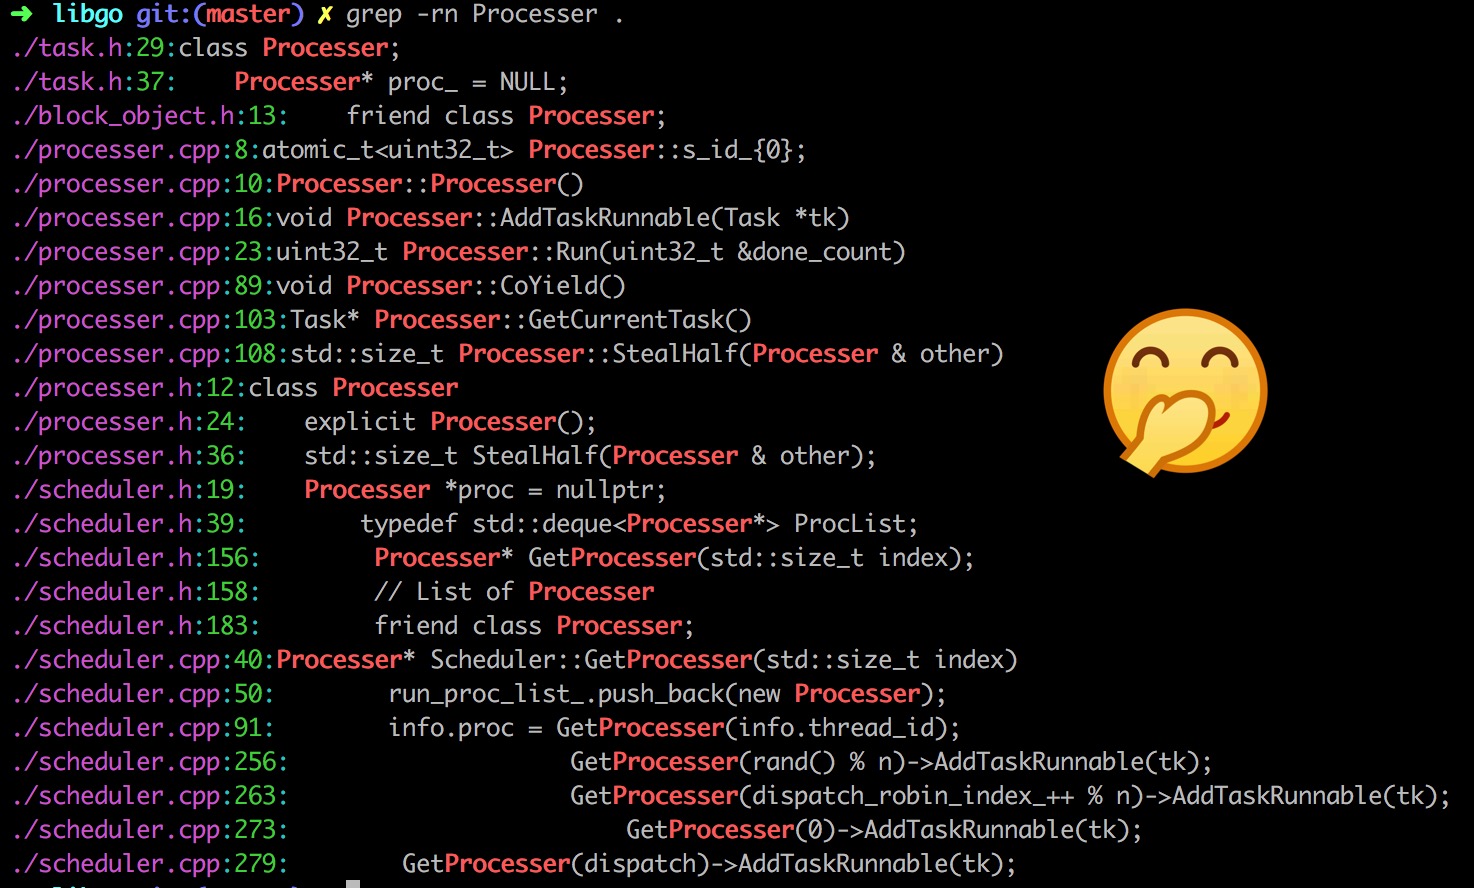 ➜ libgo git:(master) ✗ grep -rn Processer .
./task.h:29:class Processer;
./task.h:37:    Processer* proc_ = NULL;
./block_object.h:13:    friend class Processer;
./processer.cpp:8:atomic_t<uint32_t> Processer::s_id_{0};
./processer.cpp:10:Processer::Processer()
./processer.cpp:16:void Processer::AddTaskRunnable(Task *tk)
./processer.cpp:23:uint32_t Processer::Run(uint32_t &done_count)
./processer.cpp:89:void Processer::CoYield()
./processer.cpp:103:Task* Processer::GetCurrentTask()
./processer.cpp:108:std::size_t Processer::StealHalf(Processer & other)
./processer.h:12:class Processer
./processer.h:24:    explicit Processer();
./processer.h:36:    std::size_t StealHalf(Processer & other);
./scheduler.h:19:    Processer *proc = nullptr;
./scheduler.h:39:        typedef std::deque<Processer*> ProcList;
./scheduler.h:156:        Processer* GetProcesser(std::size_t index);
./scheduler.h:158:        // List of Processer
./scheduler.h:183:        friend class Processer;
./scheduler.cpp:40:Processer* Scheduler::GetProcesser(std::size_t index)
./scheduler.cpp:50:        run_proc_list_.push_back(new Processer);
./scheduler.cpp:91:        info.proc = GetProcesser(info.thread_id);
./scheduler.cpp:256:                    GetProcesser(rand() % n)->AddTaskRunnable(tk);
./scheduler.cpp:263:                    GetProcesser(dispatch_robin_index_++ % n)->AddTaskRunnable(tk);
./scheduler.cpp:273:                        GetProcesser(0)->AddTaskRunnable(tk);
./scheduler.cpp:279:        GetProcesser(dispatch)->AddTaskRunnable(tk);